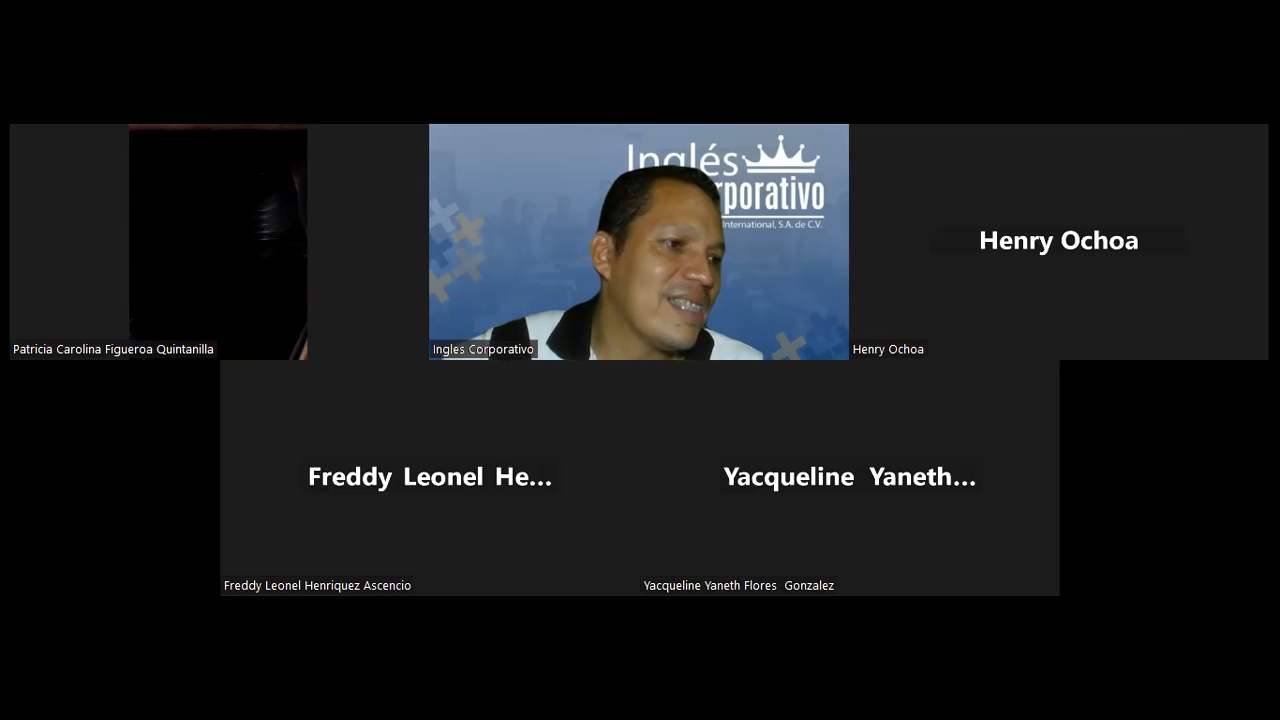 Inglés
rporativo
International, S.A. de C.V.
Henry Ochoa
Patricia Carolina Figueroa Quintanilla
Ingles Corporativo
Henry Ochoa
Freddy Leonel He...
Yacqueline Yaneth...
Freddy Leonel Henriquez Ascencio
Yacqueline Yaneth Flores Gonzalez